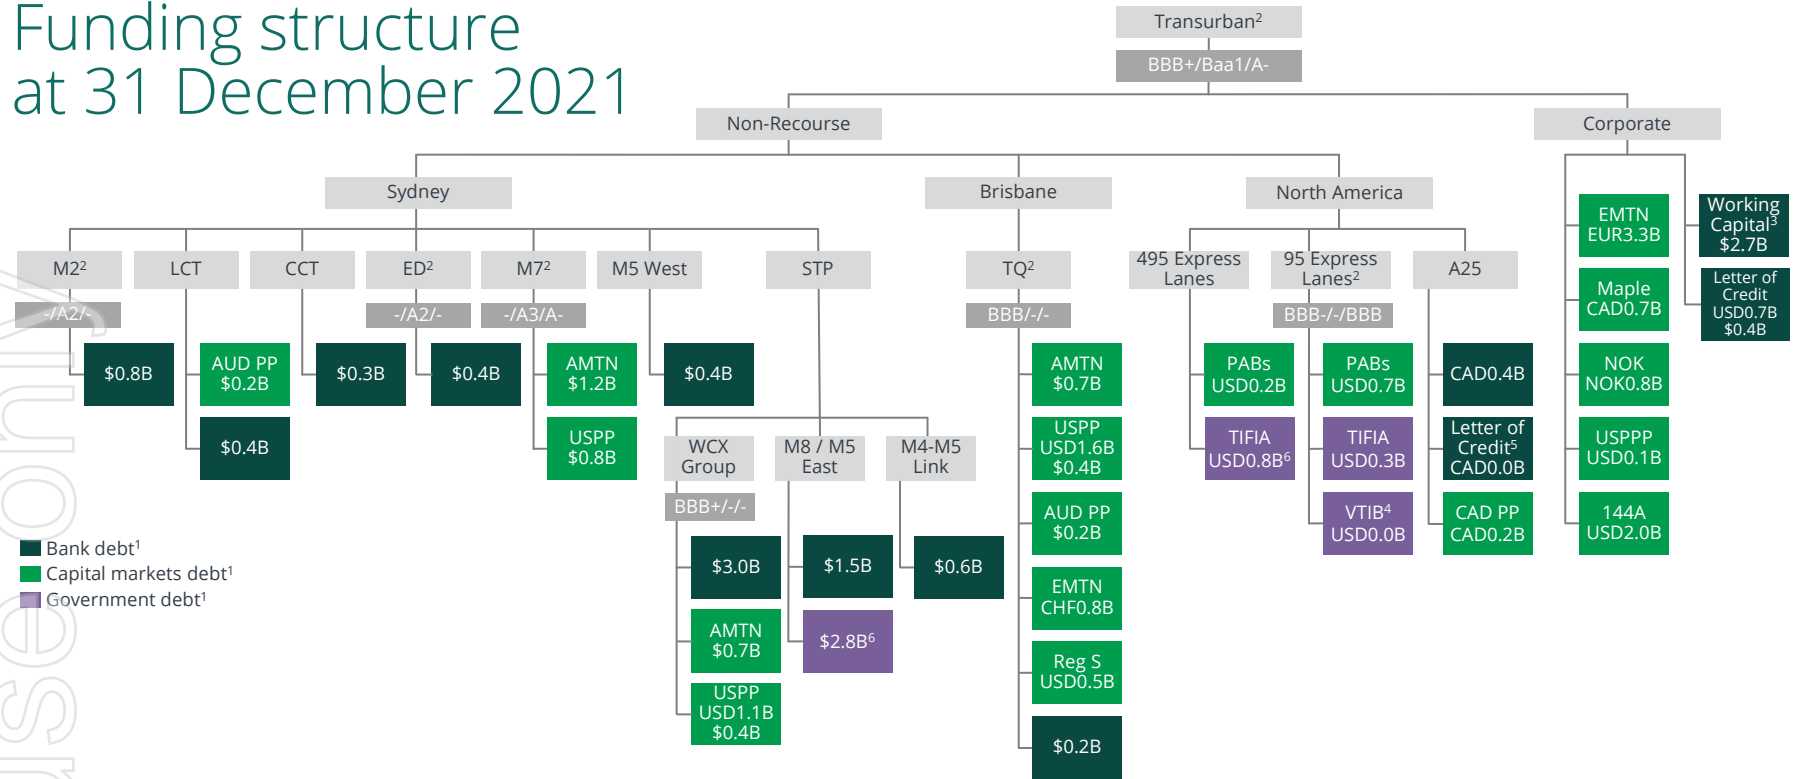 Funding structure
at 31 December 2021
Transurban²
BBB+/Baa1/A-
Non-Recourse
Corporate
Sydney
Brisbane
North America
M2²
LCT
CCT
ED²
M7²
M5 West
STP
TQ²
495 Express
Lanes
95 Express
Lanes²
A25
-/A2/-
-/A2/-
-/A3/A-
BBB/-/-
BBB-/-/BBB
$0.8B
AUD PP
$0.2B
$0.4B
$0.3B
$0.4B
AMTN
$1.2B
USPP
$0.8B
$0.4B
WCX
Group
BBB+/-/-
$3.0B
AMTN
$0.7B
USPP
USD1.1B
$0.4B
M8 / M5
East
$1.5B
$2.8B⁶
M4-M5
Link
$0.6B
AMTN
$0.7B
USPP
USD1.6B
$0.4B
AUD PP
$0.2B
EMTN
CHF0.8B
Reg S
USD0.5B
$0.2B
PABs
USD0.2B
TIFIA
USD0.8B⁶
PABs
USD0.7B
TIFIA
USD0.3B
VTIB⁴
USD0.0B
CAD0.4B
Letter of
Credit⁵
CAD0.0B
CAD PP
CAD0.2B
EMTN
EUR3.3B
Maple
CAD0.7B
NOK
NOK0.8B
USPPP
USD0.1B
144A
USD2.0B
Working
Capital³
$2.7B
Letter of
Credit
USD0.7B
$0.4B
Bank debt¹
Capital markets debt¹
Government debt¹
use only